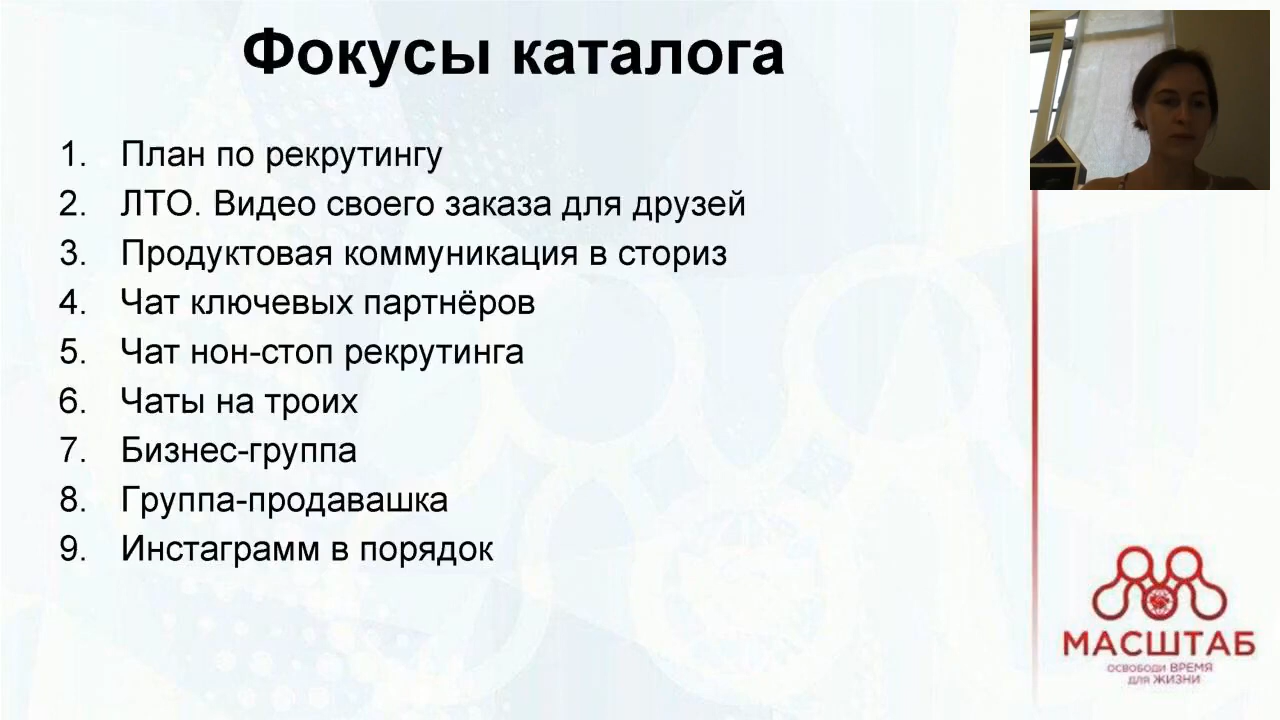 Фокусы каталога
1. План по рекрутингу
2. ЛТО. Видео своего заказа для друзей
3. Продуктовая коммуникация в сториз
4. Чат ключевых партнёров
5. Чат нон-стоп рекрутинга
6. Чаты на троих
7. Бизнес-группа
8. Группа-продавашка
9. Инстаграмм в порядок
МАСШТАБ
ОСВОБОДИ ВРЕМЯ
ДЛЯ ЖИЗНИ